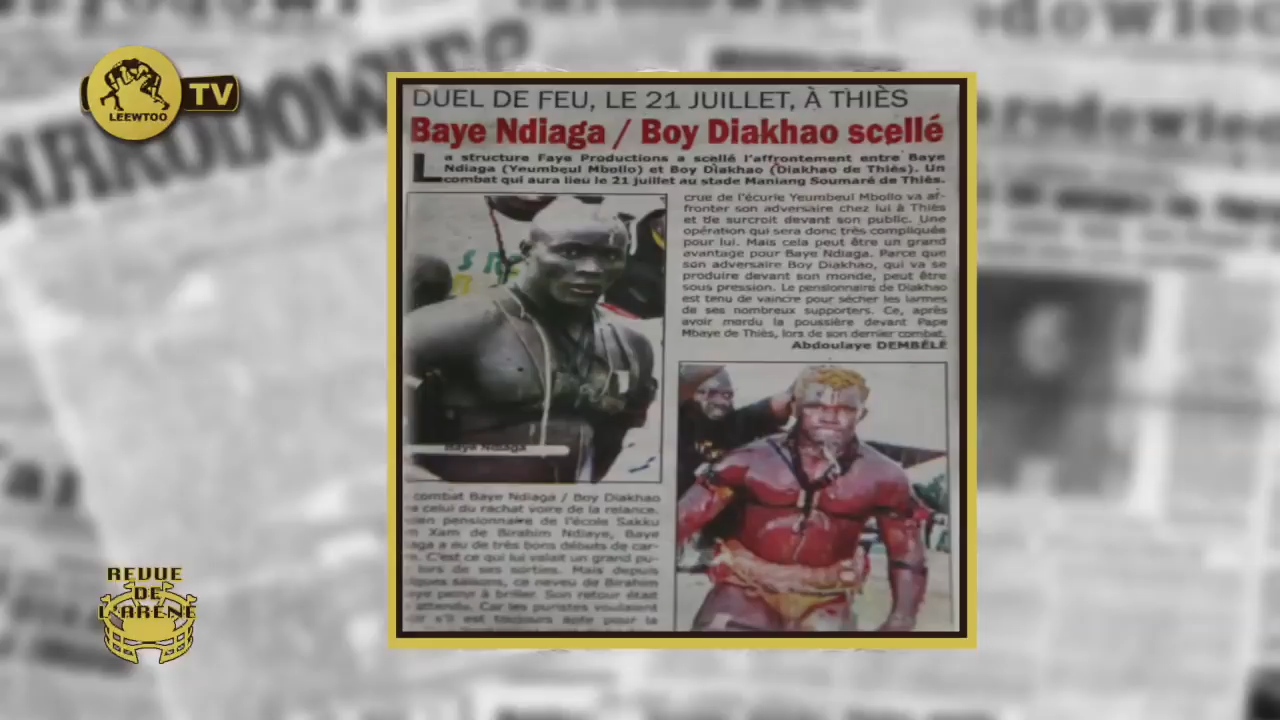 LEEWTOO
TV
NARODOWIEC
DUEL DE FEU, LE 21 JUILLET, À THIÈS
Baye Ndiaga / Boy Diakhao scellé
La structure Faye Productions a scellé l'affrontement entre Baye
Ndiaga (Yeumbeul Mbollo) et Boy Diakhao (Diakhao de Thiès). Un
combat qui aura lieu le 21 juillet au stade Maniang Soumaré de Thiès.
Baye Ndiaga
combat Baye Ndiaga / Boy Diakhao
celui du rachat voire de la relance.
pensionnaire de l'école Sakku
Xam de Birahim Ndiaye, Baye
a eu de très bons débuts de car-
C'est ce qui lui valait un grand pu-
lors de ses sorties. Mais depuis
saisons, ce neveu de Birahim
peine à briller. Son retour était
attendu. Car les puristes voulaient
s'il est toujours apte pour la
crue de l'écurie Yeumbeul Mbollo va af-
fronter son adversaire chez lui à Thiès
et de surcroit devant son public. Une
opération qui sera donc très compliquée
pour lui. Mais cela peut être un grand
avantage pour Baye Ndiaga. Parce que
son adversaire Boy Diakhao, qui va se
produire devant son monde, peut être
sous pression. Le pensionnaire de Diakhao
est tenu de vaincre pour sécher les larmes
de ses nombreux supporters. Ce, après
avoir mordu la poussière devant Pape
Mbaye de Thiès, lors de son dernier combat.
Abdoulaye DEMBÉLÉ
REVUE
DE
L'ARÈNE